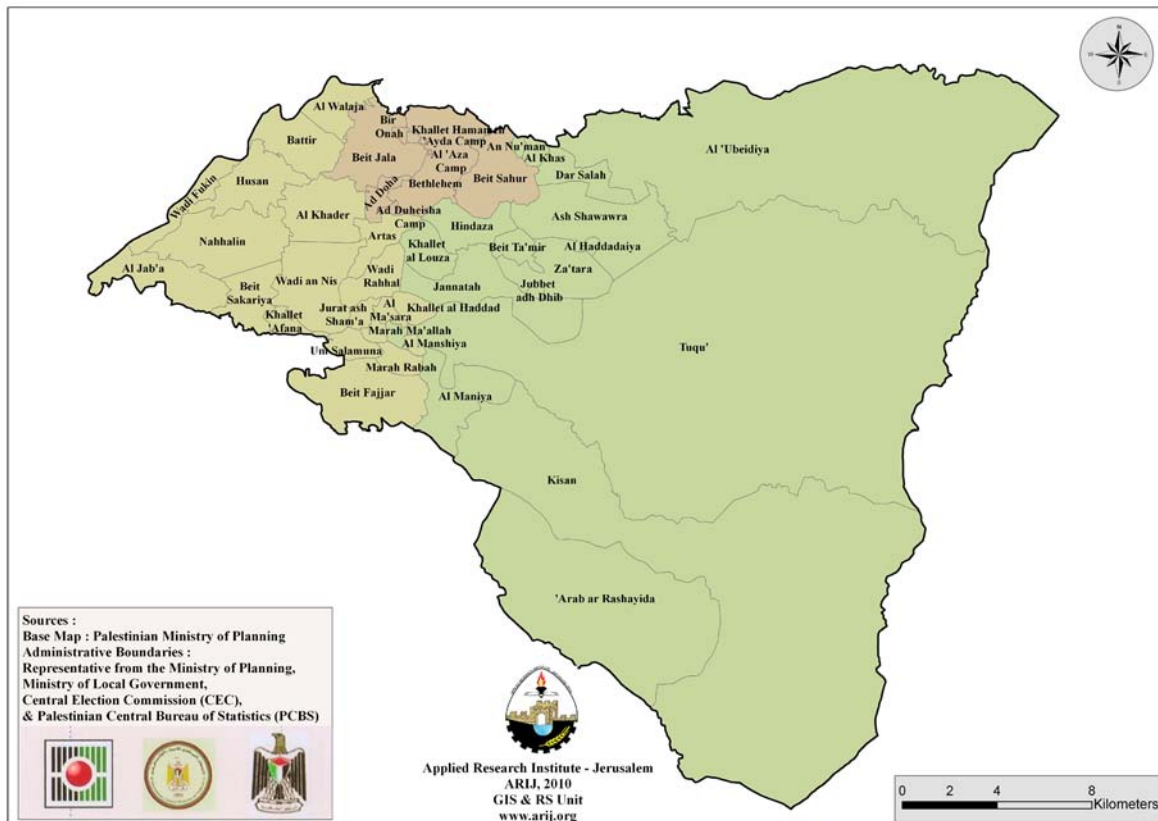 N
E
S
Al Walaja
Bir
Onah
Khallet Hamameh
'Ayda Camp
An Nu'man
Battir
Al 'Aza
Camp
Al Khas
Al 'Ubeidiya
Beit Jala
Dar Salah
Husan
Ad Doha
Bethlehem
Beit Sahur
Wadi Fukin
Al Khader
Ad Duheisha
Camp
Hindaza
Ash Shawawra
Artas
Nahhalin
Khallet
al Louza
Beit Ta'mir
Al Haddadaiya
Al Jab'a
Wadi
Rahhal
Za'tara
Wadi an Nis
Jannatah
Jubbet
adh Dhib
Beit
Sakariya
Khallet
'Afana
Jurat ash
Sham'a
Al
Ma'sara
Khallet al Haddad
Marah Ma'allah
Al Manshiya
Um Salamuna
Tuqu'
Marah Rabah
Beit Fajjar
Al Maniya
Kisan
'Arab ar Rashayida
Sources :
Base Map : Palestinian Ministry of Planning
Administrative Boundaries :
Representative from the Ministry of Planning,
Ministry of Local Government,
Central Election Commission (CEC),
& Palestinian Central Bureau of Statistics (PCBS)
Applied Research Institute - Jerusalem
ARIJ, 2010
GIS & RS Unit
www.arij.org
0 2 4 8
Kilometers